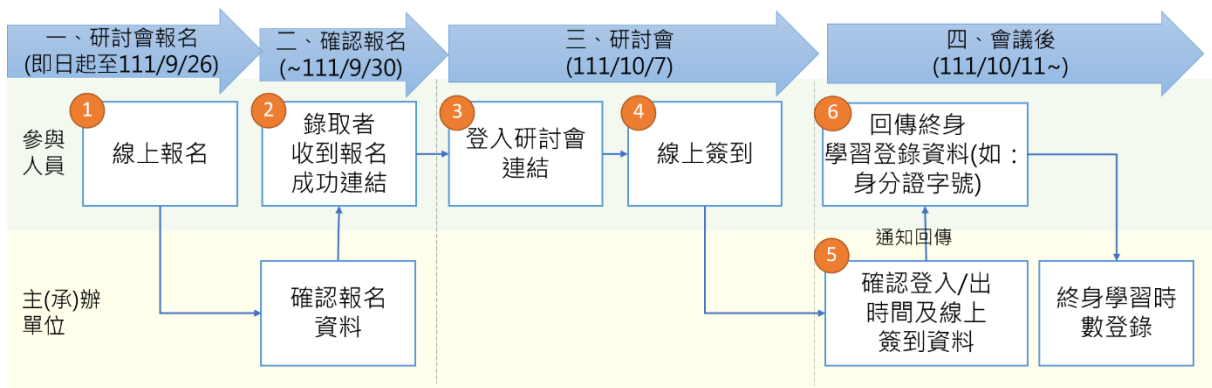 一、研討會報名
(即日起至111/9/26)
二、確認報名
(~111/9/30)
三、研討會
(111/10/7)
四、會議後
(111/10/11~)
參與
人員
1
線上報名
2
錄取者
收到報名
成功連結
3
登入研討會
連結
4
線上簽到
6
回傳終身
學習登錄資料(如：
身分證字號)
通知回傳
主(承)辦
單位
確認報名
資料
5
確認登入/出
時間及線上
簽到資料
終身學習時
數登錄